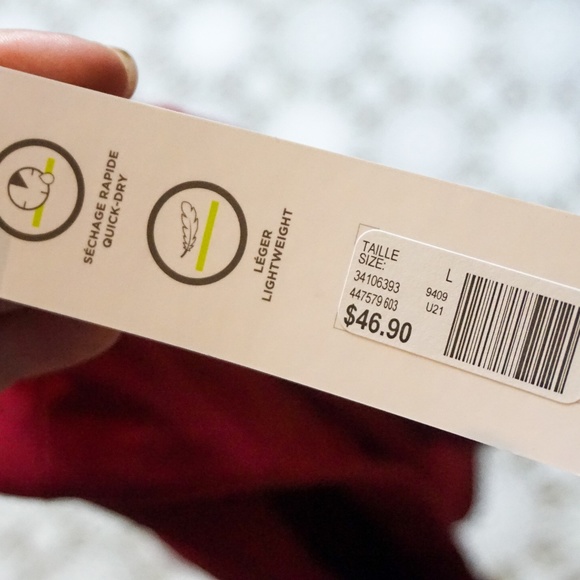 SÉCHAGE RAPIDE
QUICK-DRY
LÉGER
LIGHTWEIGHT
TAILLE
SIZE:
L
34106393
9409
447579 603
U21
$46.90